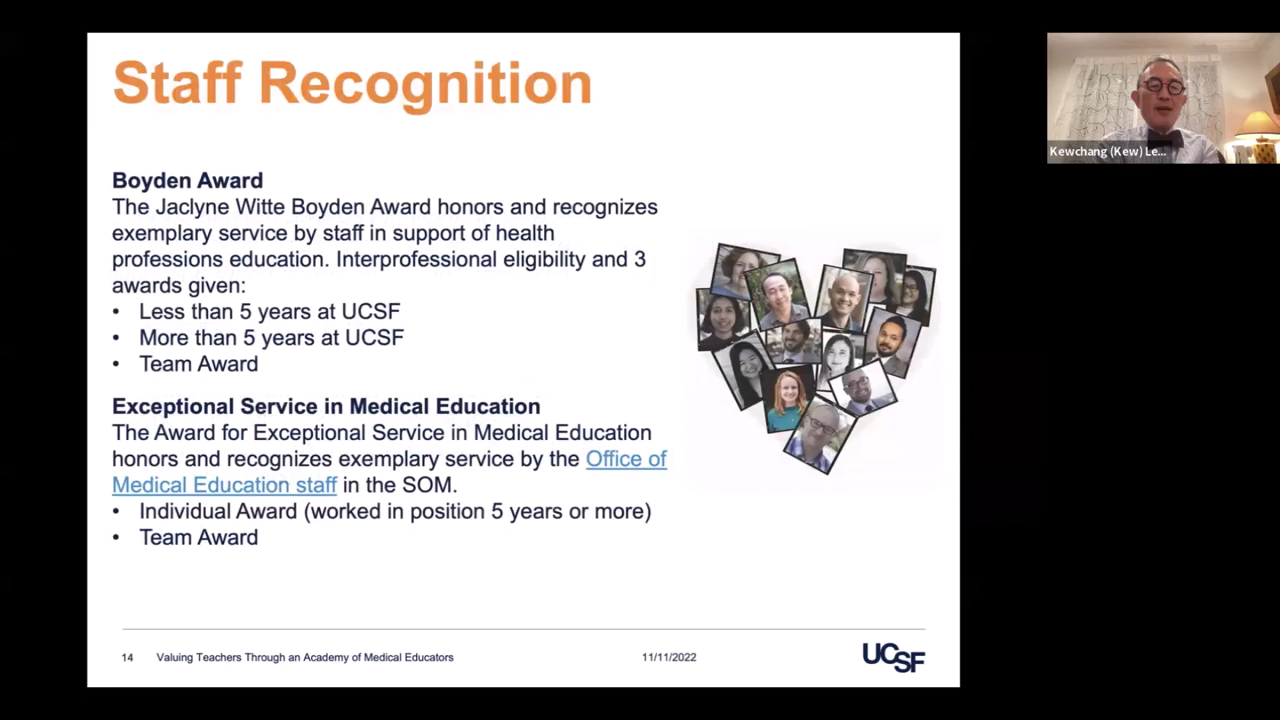 Staff Recognition
Boyden Award
The Jaclyne Witte Boyden Award honors and recognizes
exemplary service by staff in support of health
professions education. Interprofessional eligibility and 3
awards given:
• Less than 5 years at UCSF
• More than 5 years at UCSF
• Team Award
Exceptional Service in Medical Education
The Award for Exceptional Service in Medical Education
honors and recognizes exemplary service by the Office of
Medical Education staff in the SOM.
• Individual Award (worked in position 5 years or more)
• Team Award
14 Valuing Teachers Through an Academy of Medical Educators 11/11/2022 UCSF
Kewchang (Kew) Le...